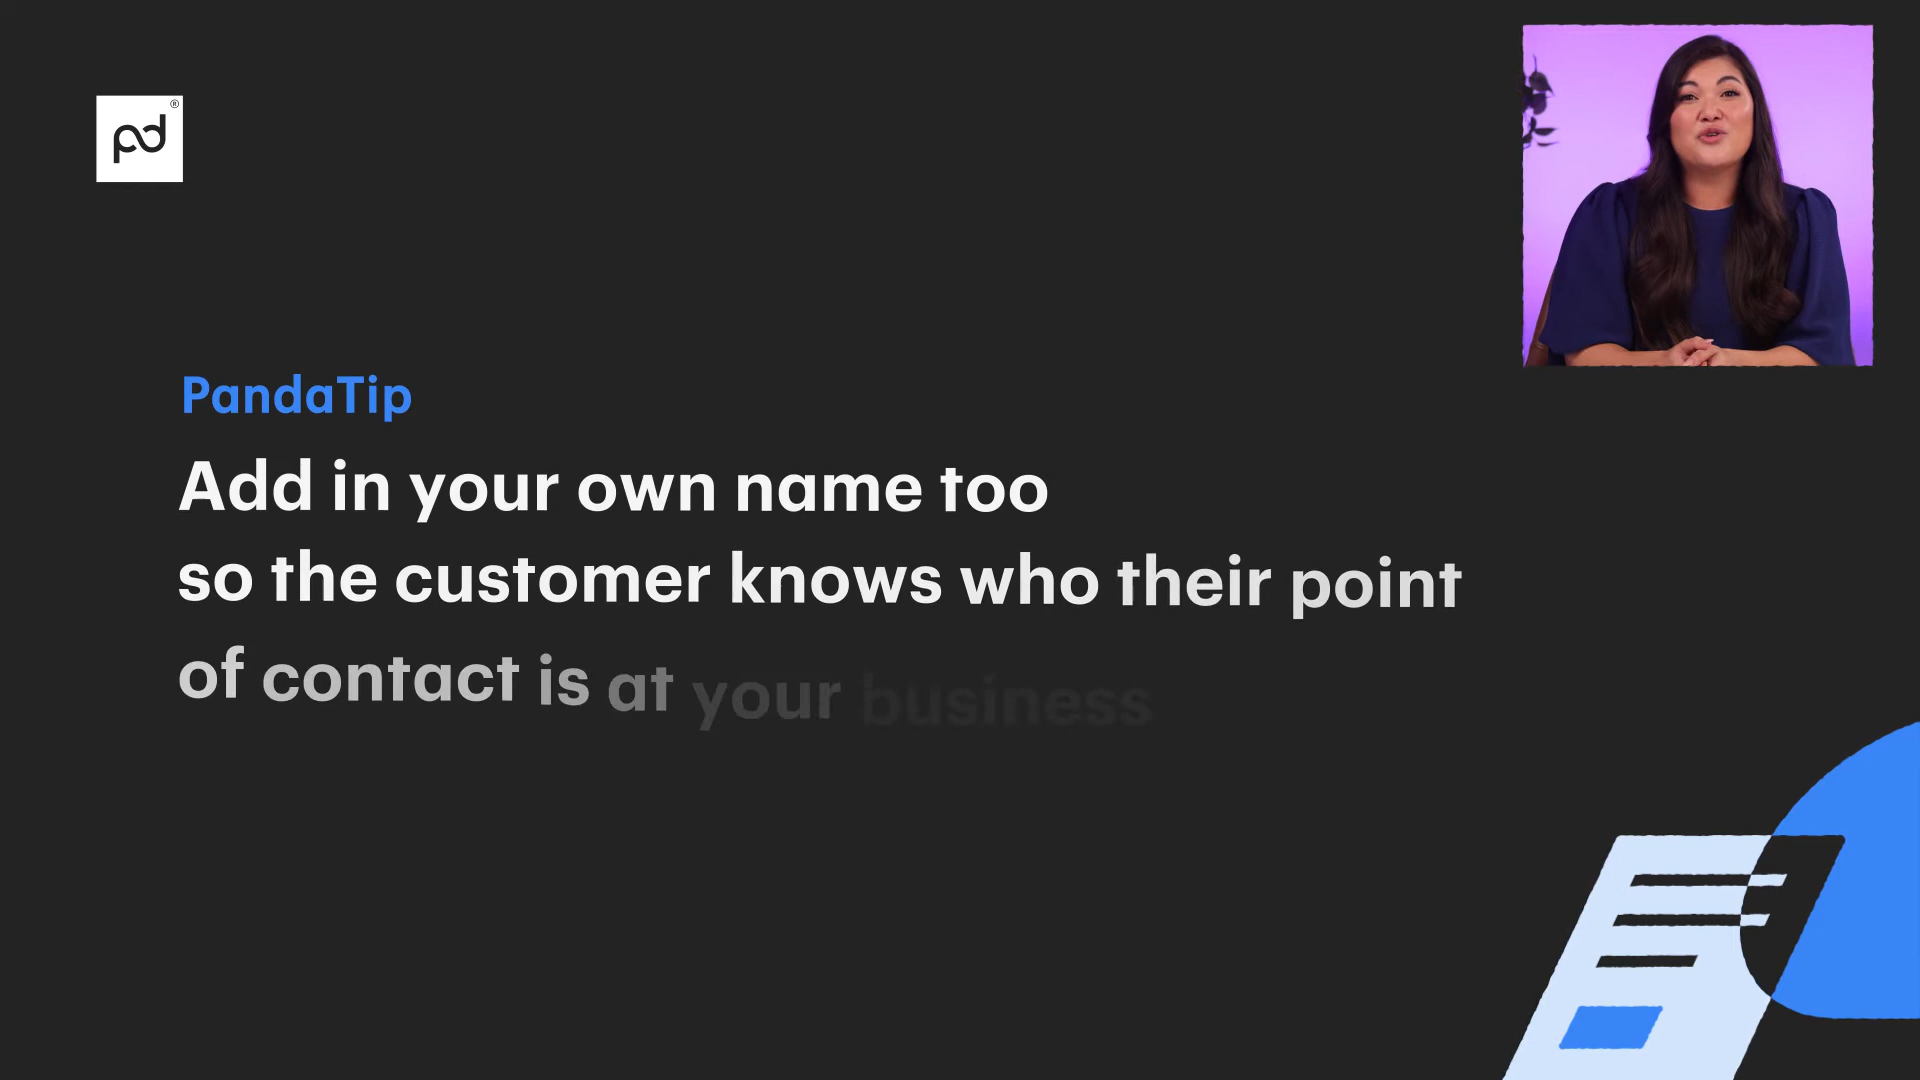 pd®
PandaTip
Add in your own name too
so the customer knows who their point
of contact is at your business